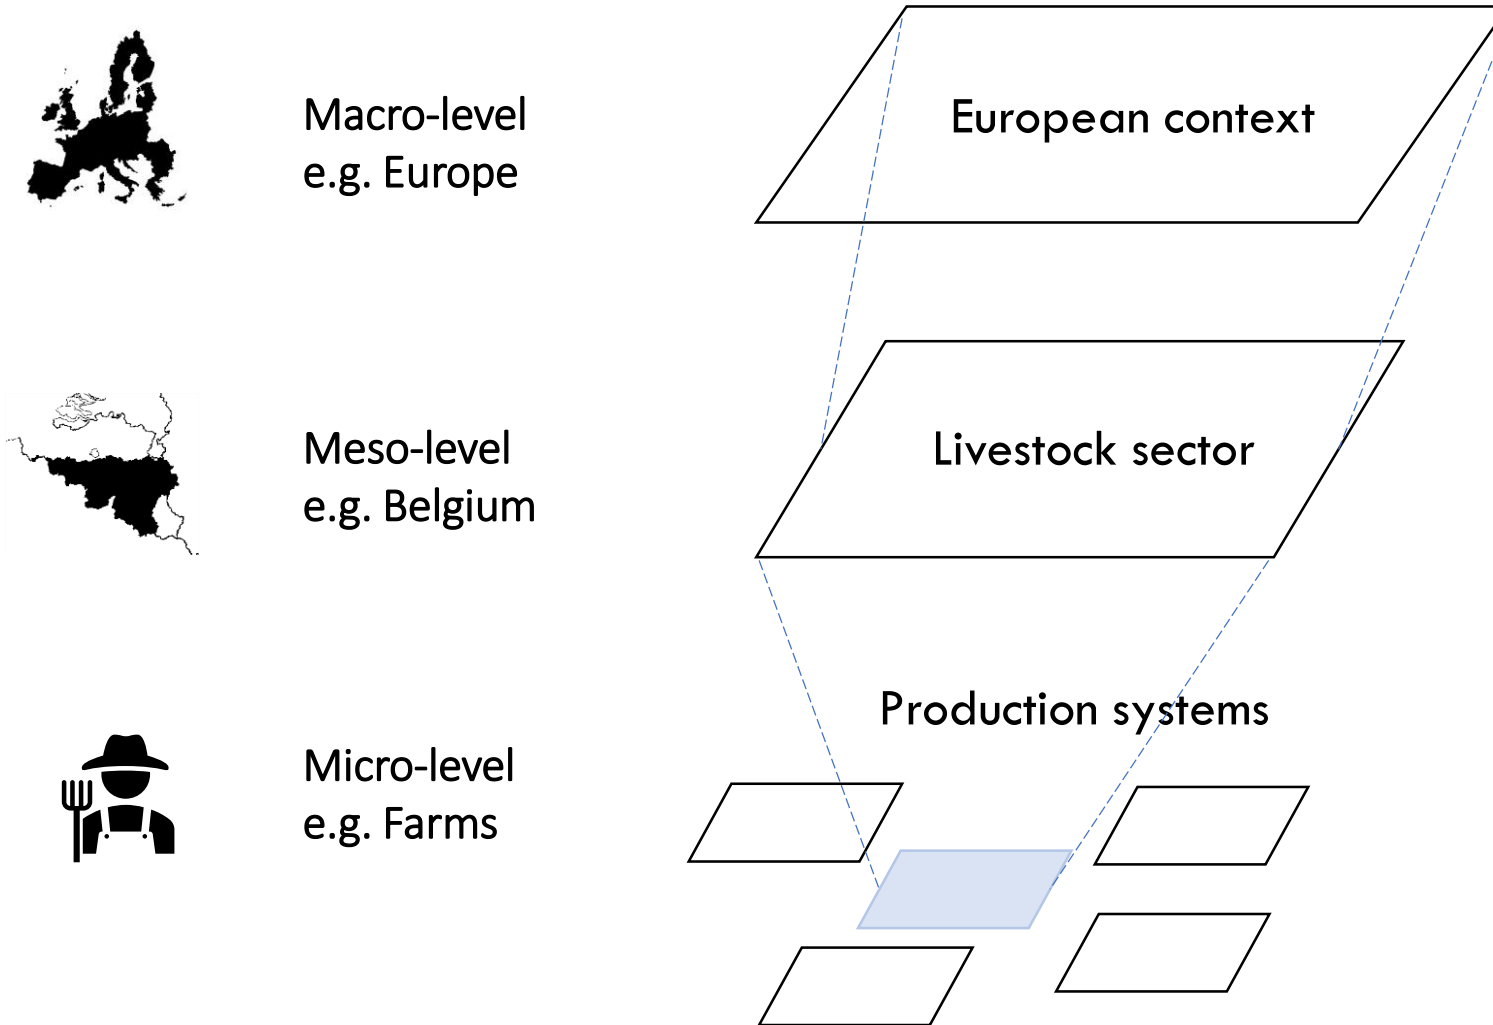 Macro-level
e.g. Europe
European context
Meso-level
e.g. Belgium
Livestock sector
Production systems
Micro-level
e.g. Farms